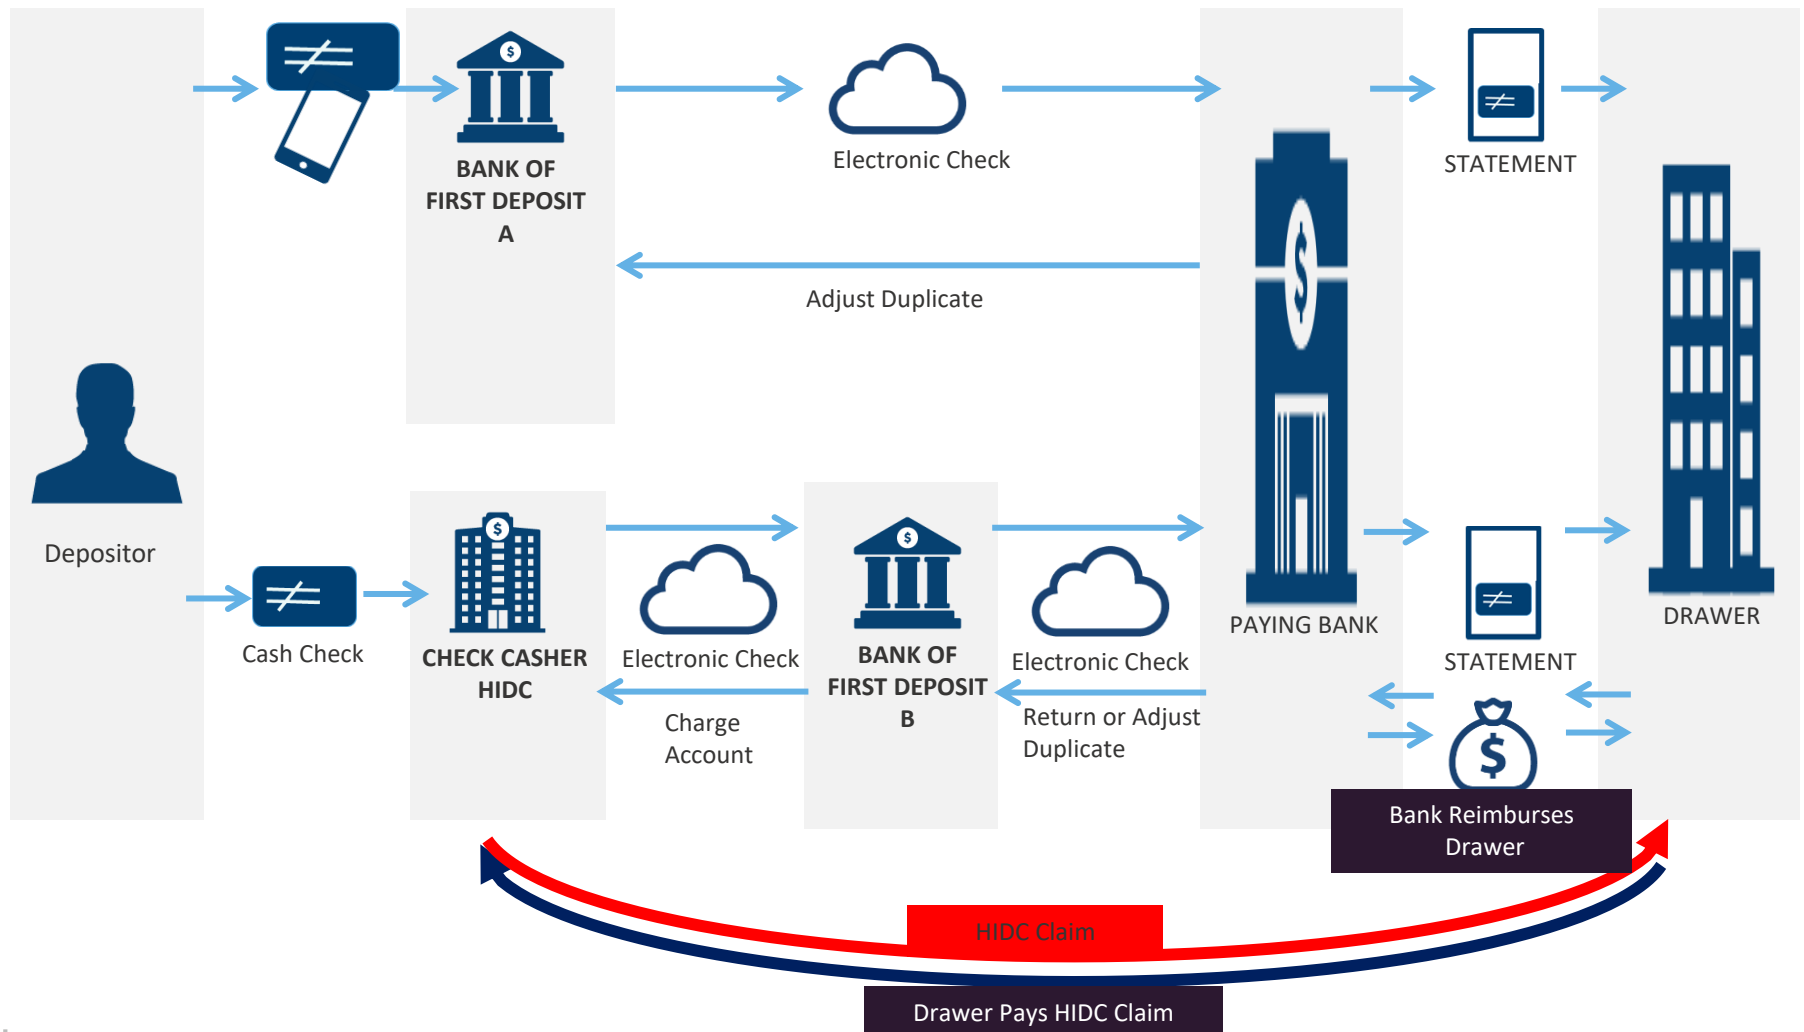 BANK OF
FIRST DEPOSIT
A
Electronic Check
STATEMENT
Adjust Duplicate
Depositor
Cash Check
CHECK CASHER
HIDC
Electronic Check
BANK OF
FIRST DEPOSIT
B
Electronic Check
PAYING BANK
STATEMENT
DRAWER
Charge
Account
Return or Adjust
Duplicate
Bank Reimburses
Drawer
HIDC Claim
Drawer Pays HIDC Claim